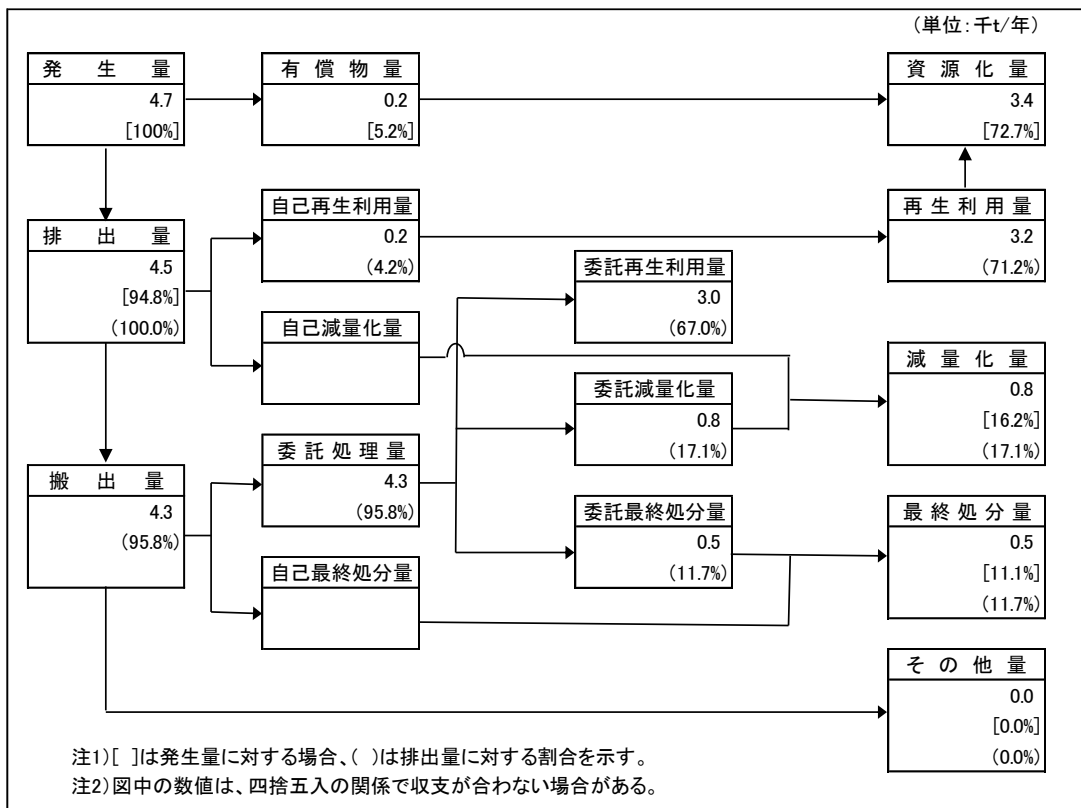 （単位：千t/年）
発生量
4.7
[100%]
有償物量
0.2
[5.2%]
資源化量
3.4
[72.7%]
排出量
4.5
[94.8%]
(100.0%)
自己再生利用量
0.2
(4.2%)
再生利用量
3.2
(71.2%)
委託再生利用量
3.0
(67.0%)
自己減量化量
委託減量化量
0.8
(17.1%)
減量化量
0.8
[16.2%]
(17.1%)
搬出量
4.3
(95.8%)
委託処理量
4.3
(95.8%)
委託最終処分量
0.5
(11.7%)
最終処分量
0.5
[11.1%]
(11.7%)
自己最終処分量
その他量
0.0
[0.0%]
(0.0%)
注1）[ ]は発生量に対する場合、( )は排出量に対する割合を示す。
注2）図中の数値は、四捨五入の関係で収支が合わない場合がある。